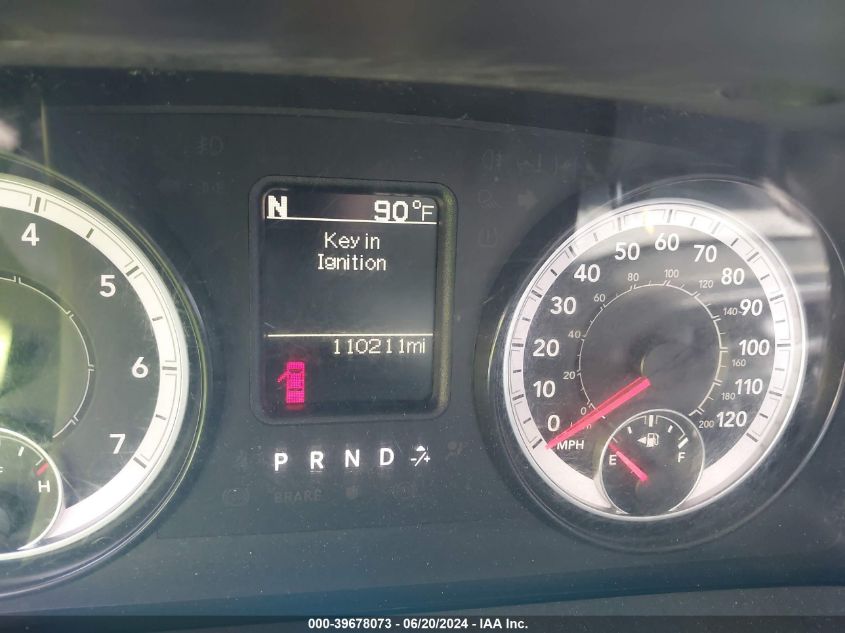 N 90°F
Key in
Ignition
110211mi
P R N D -/+
BRAKE
4
5
6
7
H
0 10 20 30 40 50 60 70 80 90 100 110 120
0 20 40 60 80 100 120 140 160 180 200
MPH
E F
000-39678073 / 06/20/2024 - IAA Inc.